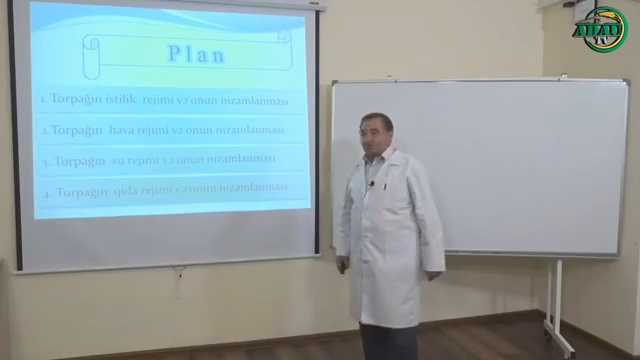 Plan
1. Torpağın istilik rejimi və onun nizamlanması
2.Torpağın hava rejimi və onun nizamlanması
3. Torpağın su rejimi və onun nizamlanması
4. Torpağın qida rejimi və onun nizamlanması
ADAU
TV